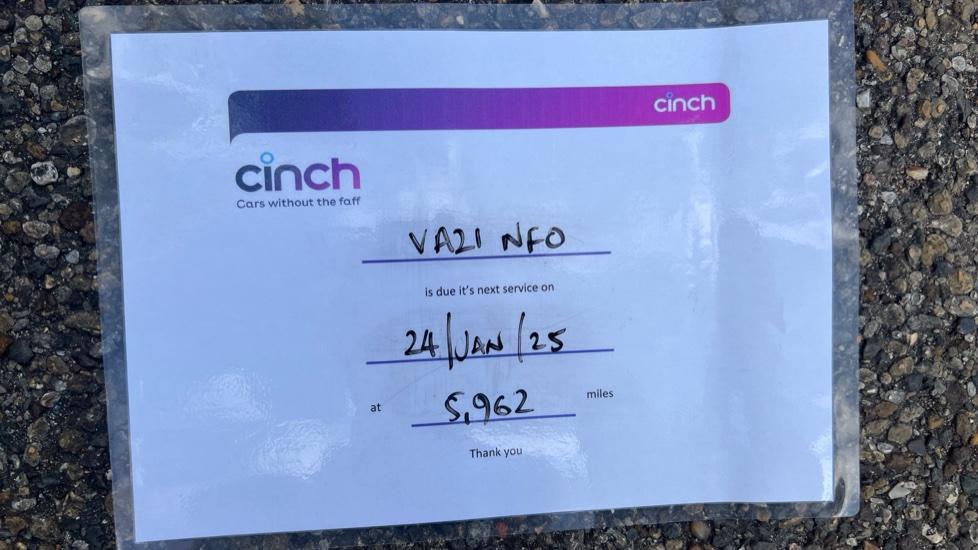 cinch
cinch
Cars without the faff
VA21 NFO
is due it's next service on
24/JAN/25
at 5,962 miles
Thank you